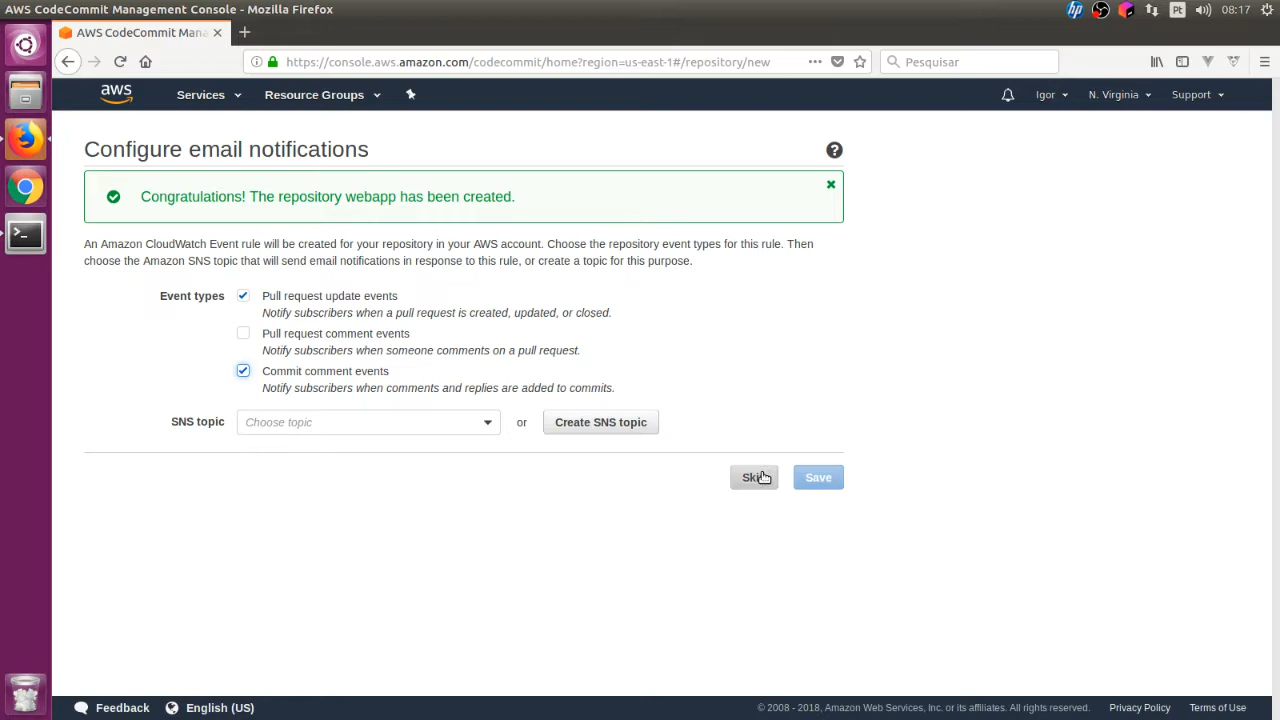 AWS CodeCommit Management Console - Mozilla Firefox
hp
Pt
08:17
AWS CodeCommit Mana
https://console.aws.amazon.com/codecommit/home?region=us-east-1#/repository/new
Pesquisar
aws
Services
Resource Groups
Igor
N. Virginia
Support
Configure email notifications
?
Congratulations! The repository webapp has been created.
An Amazon CloudWatch Event rule will be created for your repository in your AWS account. Choose the repository event types for this rule. Then
choose the Amazon SNS topic that will send email notifications in response to this rule, or create a topic for this purpose.
Event types
Pull request update events
Notify subscribers when a pull request is created, updated, or closed.
Pull request comment events
Notify subscribers when someone comments on a pull request.
Commit comment events
Notify subscribers when comments and replies are added to commits.
SNS topic
Choose topic
or
Create SNS topic
Ski
Save
Feedback
English (US)
© 2008 - 2018, Amazon Web Services, Inc. or its affiliates. All rights reserved.
Privacy Policy
Terms of Use